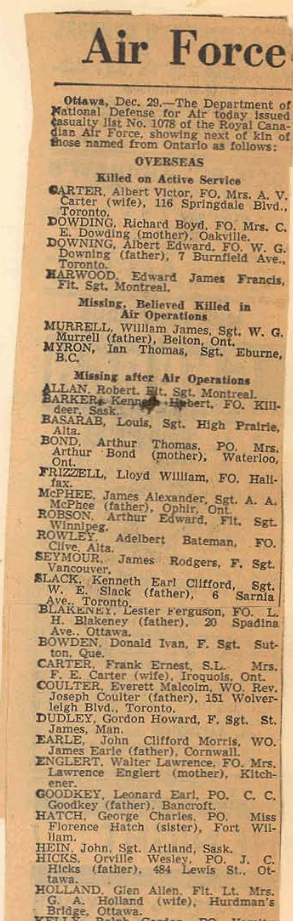 Air Force
Ottawa, Dec. 29.—The Department of
National Defense for Air today issued
casualty list No. 1078 of the Royal Cana-
dian Air Force, showing next of kin of
those named from Ontario as follows:
OVERSEAS
Killed on Active Service
CARTER, Albert Victor, FO, Mrs. A. V.
Carter (wife), 116 Springdale Blvd.,
Toronto.
DOWDING, Richard Boyd, FO. Mrs. C.
E. Dowding (mother), Oakville.
DOWNING, Albert Edward, FO. W. G.
Downing (father), 7 Burnfield Ave.,
Toronto.
HARWOOD, Edward James Francis,
Flt. Sgt. Montreal.
Missing, Believed Killed in
Air Operations
MURRELL, William James, Sgt. W. G.
Murrell (father), Belton, Ont.
MYRON, Ian Thomas, Sgt. Eburne,
B.C.
Missing after Air Operations
ALLAN, Robert, Flt. Sgt. Montreal.
BARKER, Kenneth Hebert, FO. Kill-
deer, Sask.
BASARAB, Louis, Sgt. High Prairie,
Alta.
BOND, Arthur Thomas, PO. Mrs.
Arthur Bond (mother), Waterloo,
Ont.
FRIZZELL, Lloyd William, FO. Hali-
fax.
McPHEE, James Alexander, Sgt. A. A.
McPhee (father), Ophir, Ont.
ROBSON, Arthur Edward, Flt. Sgt.
Winnipeg.
ROWLEY, Adelbert Bateman, FO.
Clive, Alta.
SEYMOUR, James Rodgers, F. Sgt.
Vancouver.
SLACK, Kenneth Earl Clifford, Sgt.
W. E. Slack (father), 6 Sarnia
Ave., Toronto.
BLAKENEY, Lester Ferguson, FO. L.
H. Blakeney (father), 20 Spadina
Ave., Ottawa.
BOWDEN, Donald Ivan, F. Sgt. Sut-
ton, Que.
CARTER, Frank Ernest, S.L. Mrs.
F. E. Carter (wife), Iroquois, Ont.
COULTER, Everett Malcolm, WO. Rev.
Joseph Coulter (father), 151 Wolver-
leigh Blvd., Toronto.
DUDLEY, Gordon Howard, F. Sgt. St.
James, Man.
EARLE, John Clifford Morris, WO.
James Earle (father), Cornwall.
ENGLERT, Walter Lawrence, FO. Mrs.
Lawrence Englert (mother), Kitch-
ener.
GOODKEY, Leonard Earl, PO. C. C.
Goodkey (father), Bancroft.
HATCH, George Charles, PO. Miss
Florence Hatch (sister), Fort Wil-
liam.
HEIN, John, Sgt. Artland, Sask.
HICKS, Orville Wesley, PO. J. C.
Hicks (father), 484 Lewis St., Ot-
tawa.
HOLLAND, Glen Allen, Flt. Lt. Mrs.
G. A. Holland (wife), Hurdman's
Bridge, Ottawa.